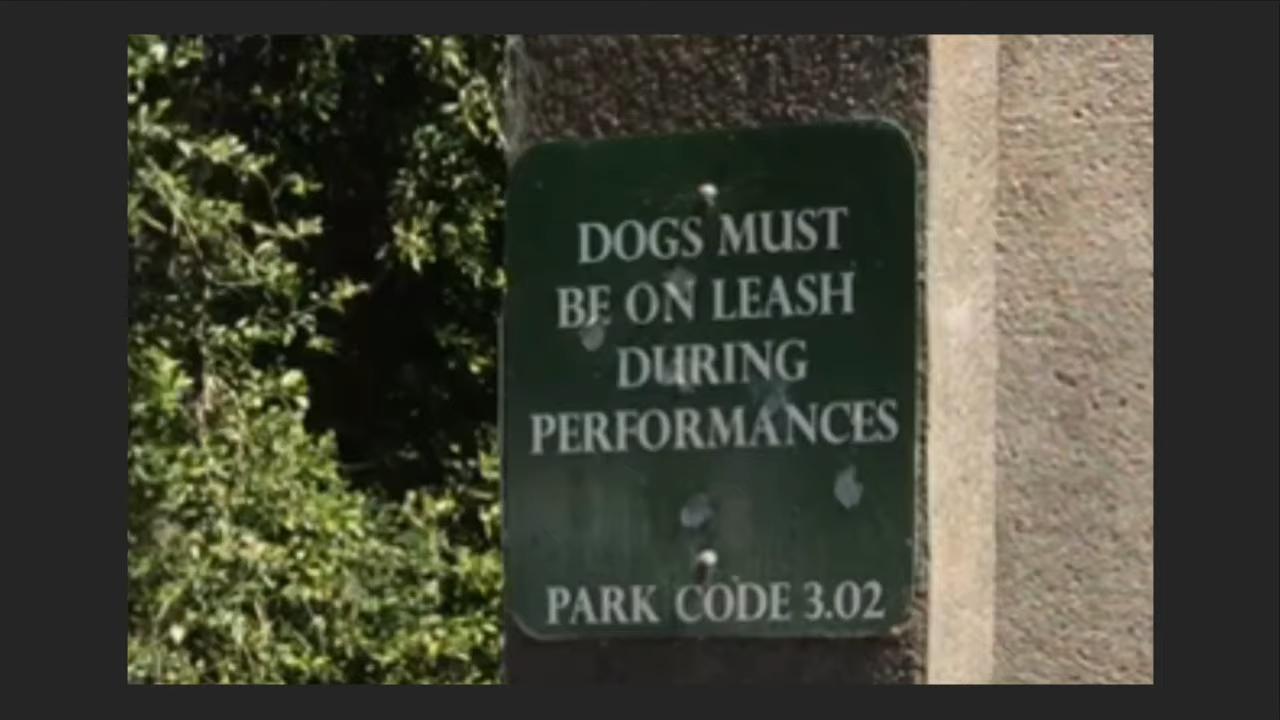 DOGS MUST
BE ON LEASH
DURING
PERFORMANCES
PARK CODE 3.02